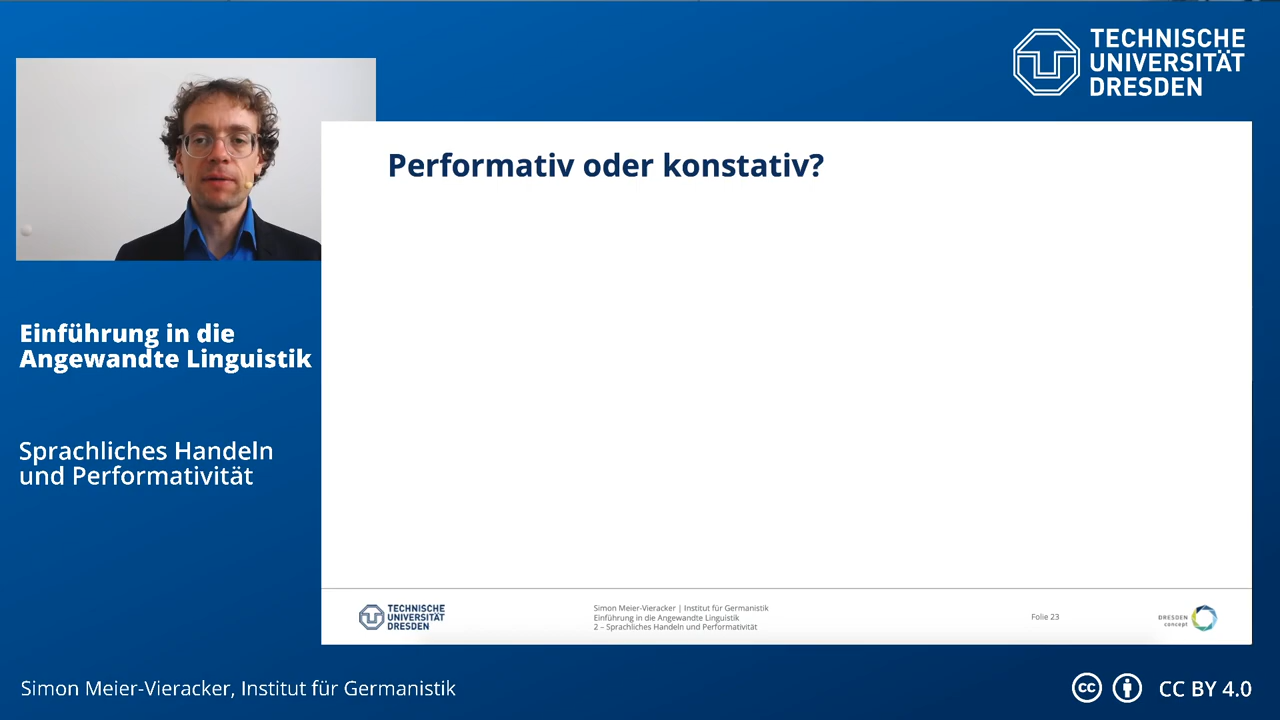 TECHNISCHE
UNIVERSITÄT
DRESDEN
Performativ oder konstativ?
Einführung in die
Angewandte Linguistik
Sprachliches Handeln
und Performativität
TECHNISCHE
UNIVERSITÄT
DRESDEN
Simon Meier-Vieracker | Institut für Germanistik
Einführung in die Angewandte Linguistik
2 – Sprachliches Handeln und Performativität
Folie 23
DRESDEN
concept
Simon Meier-Vieracker, Institut für Germanistik
cc CC BY 4.0